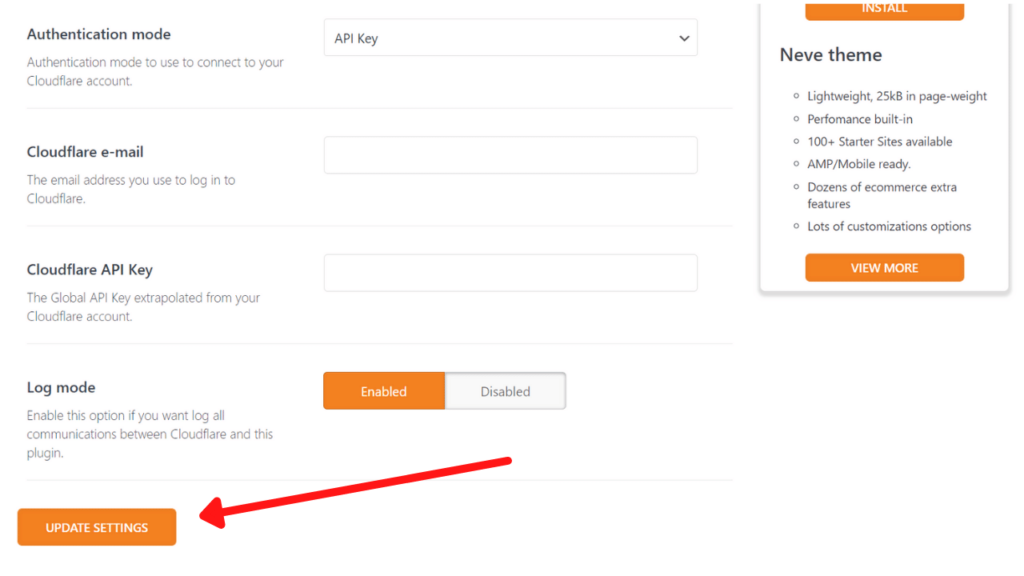 Authentication mode
Authentication mode to use to connect to your
Cloudflare account.
API Key
Cloudflare e-mail
The email address you use to log in to
Cloudflare.
Cloudflare API Key
The Global API Key extrapolated from your
Cloudflare account.
Log mode
Enable this option if you want log all
communications between Cloudflare and this
plugin.
Enabled
Disabled
UPDATE SETTINGS
INSTALL
Neve theme
Lightweight, 25kB in page-weight
Perfomance built-in
100+ Starter Sites available
AMP/Mobile ready.
Dozens of ecommerce extra
features
Lots of customizations options
VIEW MORE